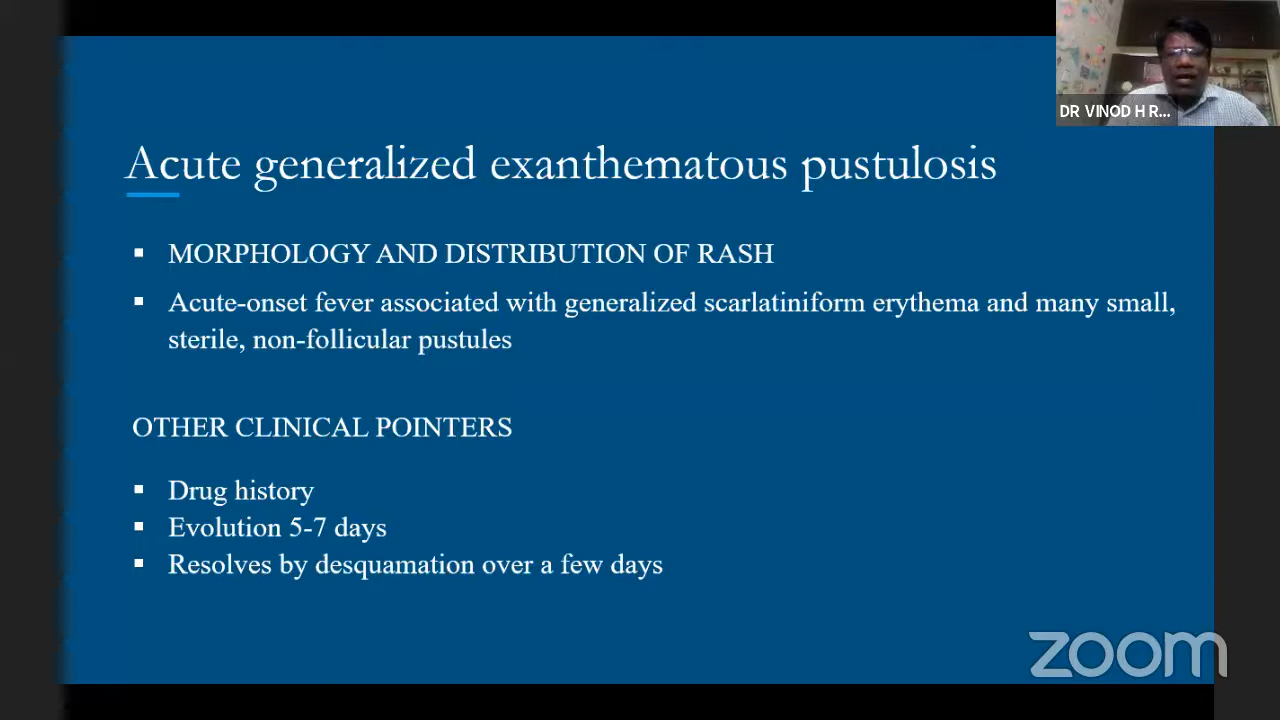 DR VINOD H R...
Acute generalized exanthematous pustulosis
▪ MORPHOLOGY AND DISTRIBUTION OF RASH
▪ Acute-onset fever associated with generalized scarlatiniform erythema and many small,
sterile, non-follicular pustules
OTHER CLINICAL POINTERS
▪ Drug history
▪ Evolution 5-7 days
▪ Resolves by desquamation over a few days
zoom